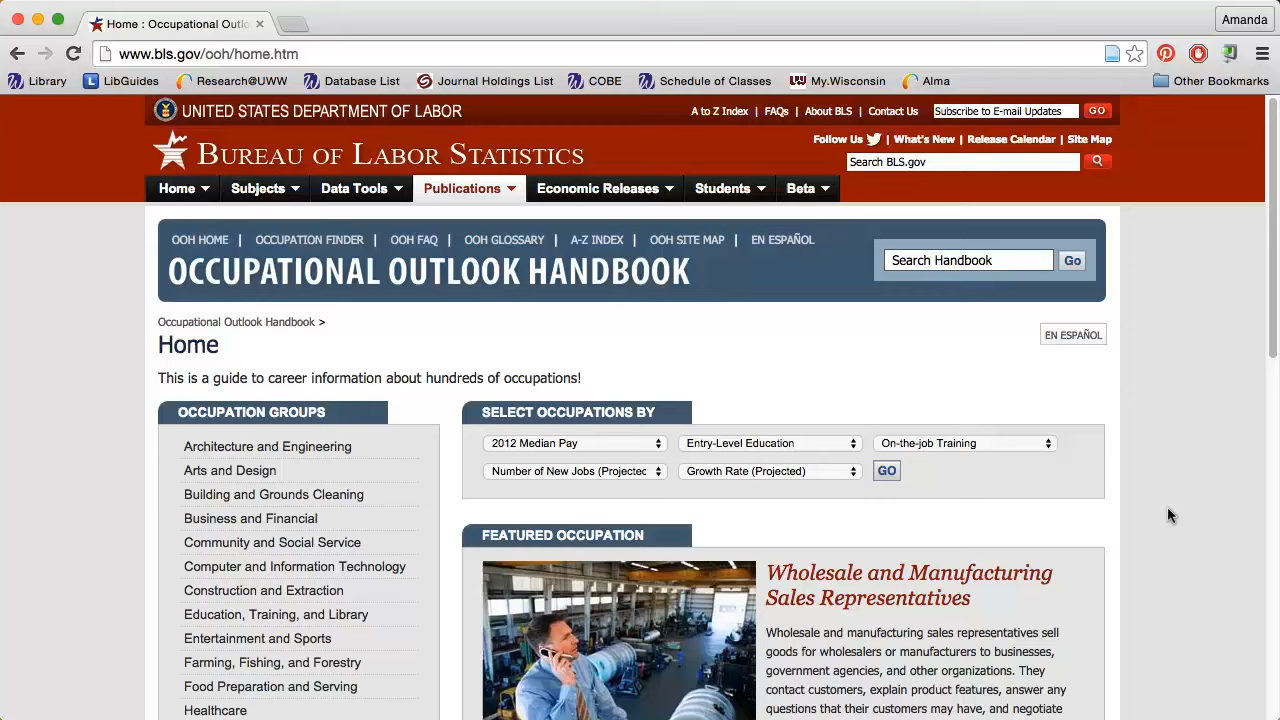 Home : Occupational Outlo
Amanda
www.bls.gov/ooh/home.htm
Library LibGuides Research@UWW Database List Journal Holdings List COBE Schedule of Classes My.Wisconsin Alma Other Bookmarks
UNITED STATES DEPARTMENT OF LABOR
A to Z Index | FAQs | About BLS | Contact Us Subscribe to E-mail Updates GO
Follow Us | What's New | Release Calendar | Site Map
BUREAU OF LABOR STATISTICS
Search BLS.gov
Home Subjects Data Tools Publications Economic Releases Students Beta
OOH HOME | OCCUPATION FINDER | OOH FAQ | OOH GLOSSARY | A-Z INDEX | OOH SITE MAP | EN ESPAÑOL
OCCUPATIONAL OUTLOOK HANDBOOK
Search Handbook Go
Occupational Outlook Handbook >
Home
EN ESPAÑOL
This is a guide to career information about hundreds of occupations!
OCCUPATION GROUPS
Architecture and Engineering
Arts and Design
Building and Grounds Cleaning
Business and Financial
Community and Social Service
Computer and Information Technology
Construction and Extraction
Education, Training, and Library
Entertainment and Sports
Farming, Fishing, and Forestry
Food Preparation and Serving
Healthcare
SELECT OCCUPATIONS BY
2012 Median Pay Entry-Level Education On-the-job Training
Number of New Jobs (Projectec Growth Rate (Projected) GO
FEATURED OCCUPATION
Wholesale and Manufacturing
Sales Representatives
Wholesale and manufacturing sales representatives sell
goods for wholesalers or manufacturers to businesses,
government agencies, and other organizations. They
contact customers, explain product features, answer any
questions that their customers may have, and negotiate